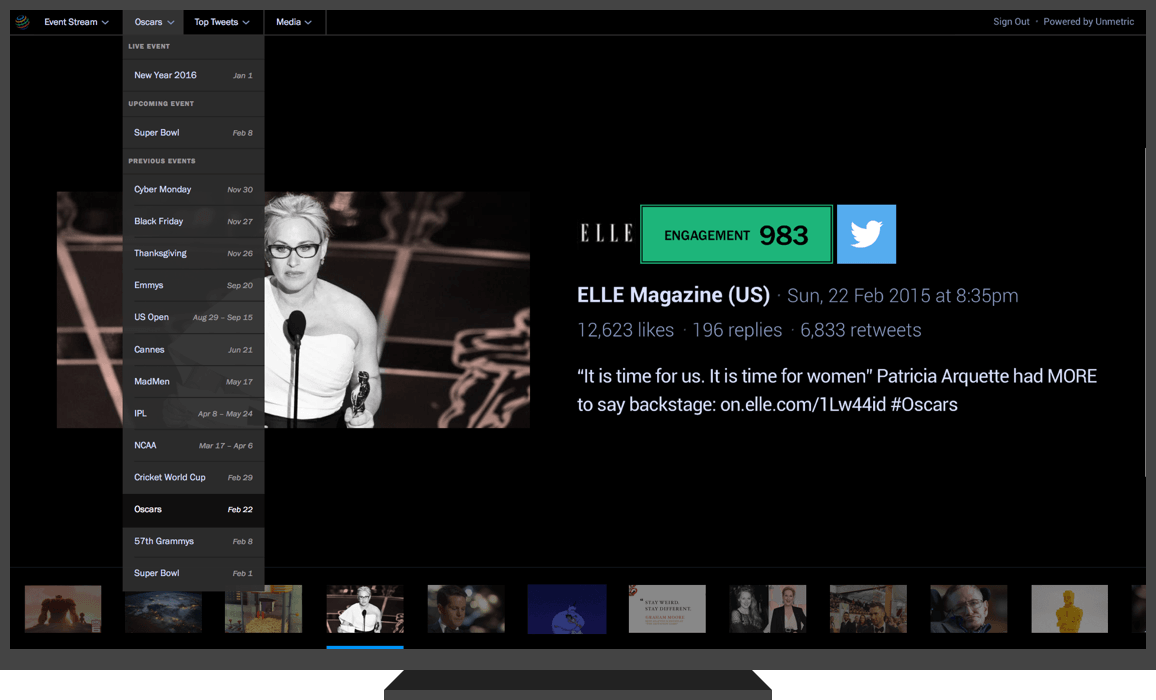 Event Stream
Oscars
Top Tweets
Media
Sign Out · Powered by Unmetric
LIVE EVENT
New Year 2016 Jan 1
UPCOMING EVENT
Super Bowl Feb 8
PREVIOUS EVENTS
Cyber Monday Nov 30
Black Friday Nov 27
Thanksgiving Nov 26
Emmys Sep 20
US Open Aug 29 – Sep 15
Cannes Jun 21
MadMen May 17
IPL Apr 8 – May 24
NCAA Mar 17 – Apr 6
Cricket World Cup Feb 29
Oscars Feb 22
57th Grammys Feb 8
Super Bowl Feb 1
ELLE
ENGAGEMENT 983
ELLE Magazine (US) · Sun, 22 Feb 2015 at 8:35pm
12,623 likes · 196 replies · 6,833 retweets
“It is time for us. It is time for women” Patricia Arquette had MORE
to say backstage: on.elle.com/1Lw44id #Oscars
STAY WEIRD.
STAY DIFFERENT.
GRAHAM MOORE